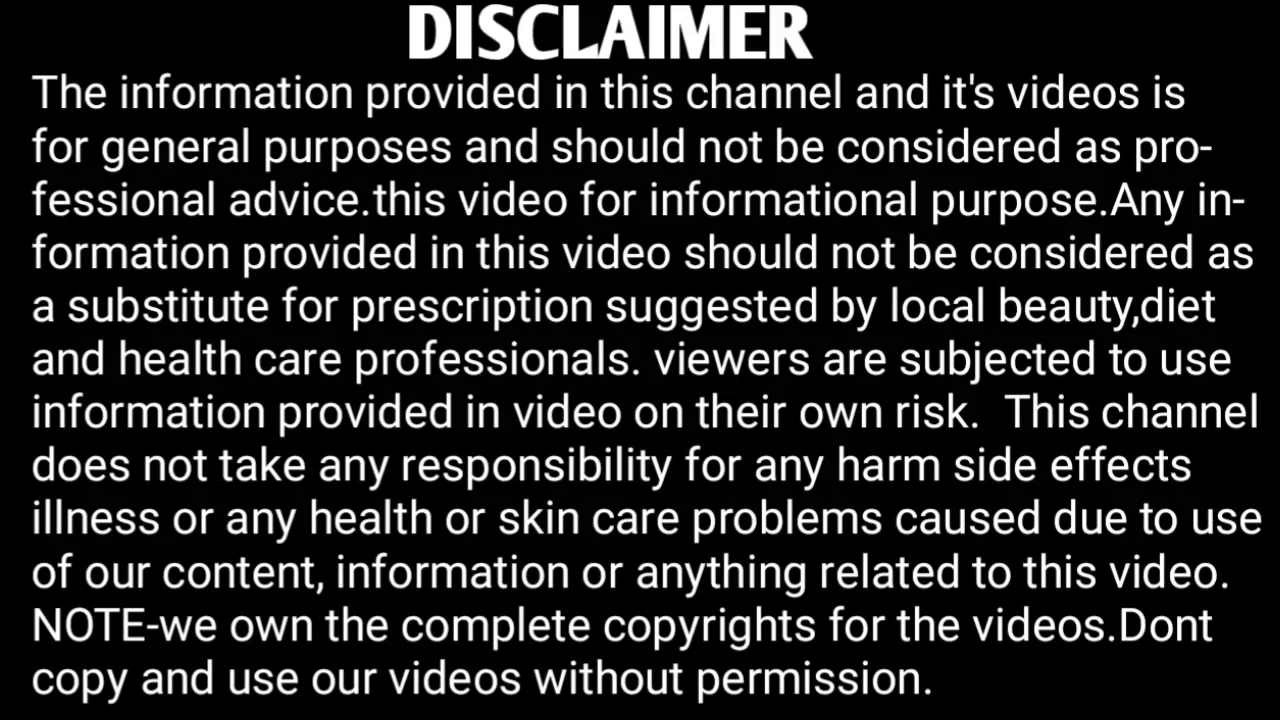 DISCLAIMER
The information provided in this channel and it's videos is
for general purposes and should not be considered as pro-
fessional advice.this video for informational purpose.Any in-
formation provided in this video should not be considered as
a substitute for prescription suggested by local beauty,diet
and health care professionals. viewers are subjected to use
information provided in video on their own risk.  This channel
does not take any responsibility for any harm side effects
illness or any health or skin care problems caused due to use
of our content, information or anything related to this video.
NOTE-we own the complete copyrights for the videos.Dont
copy and use our videos without permission.